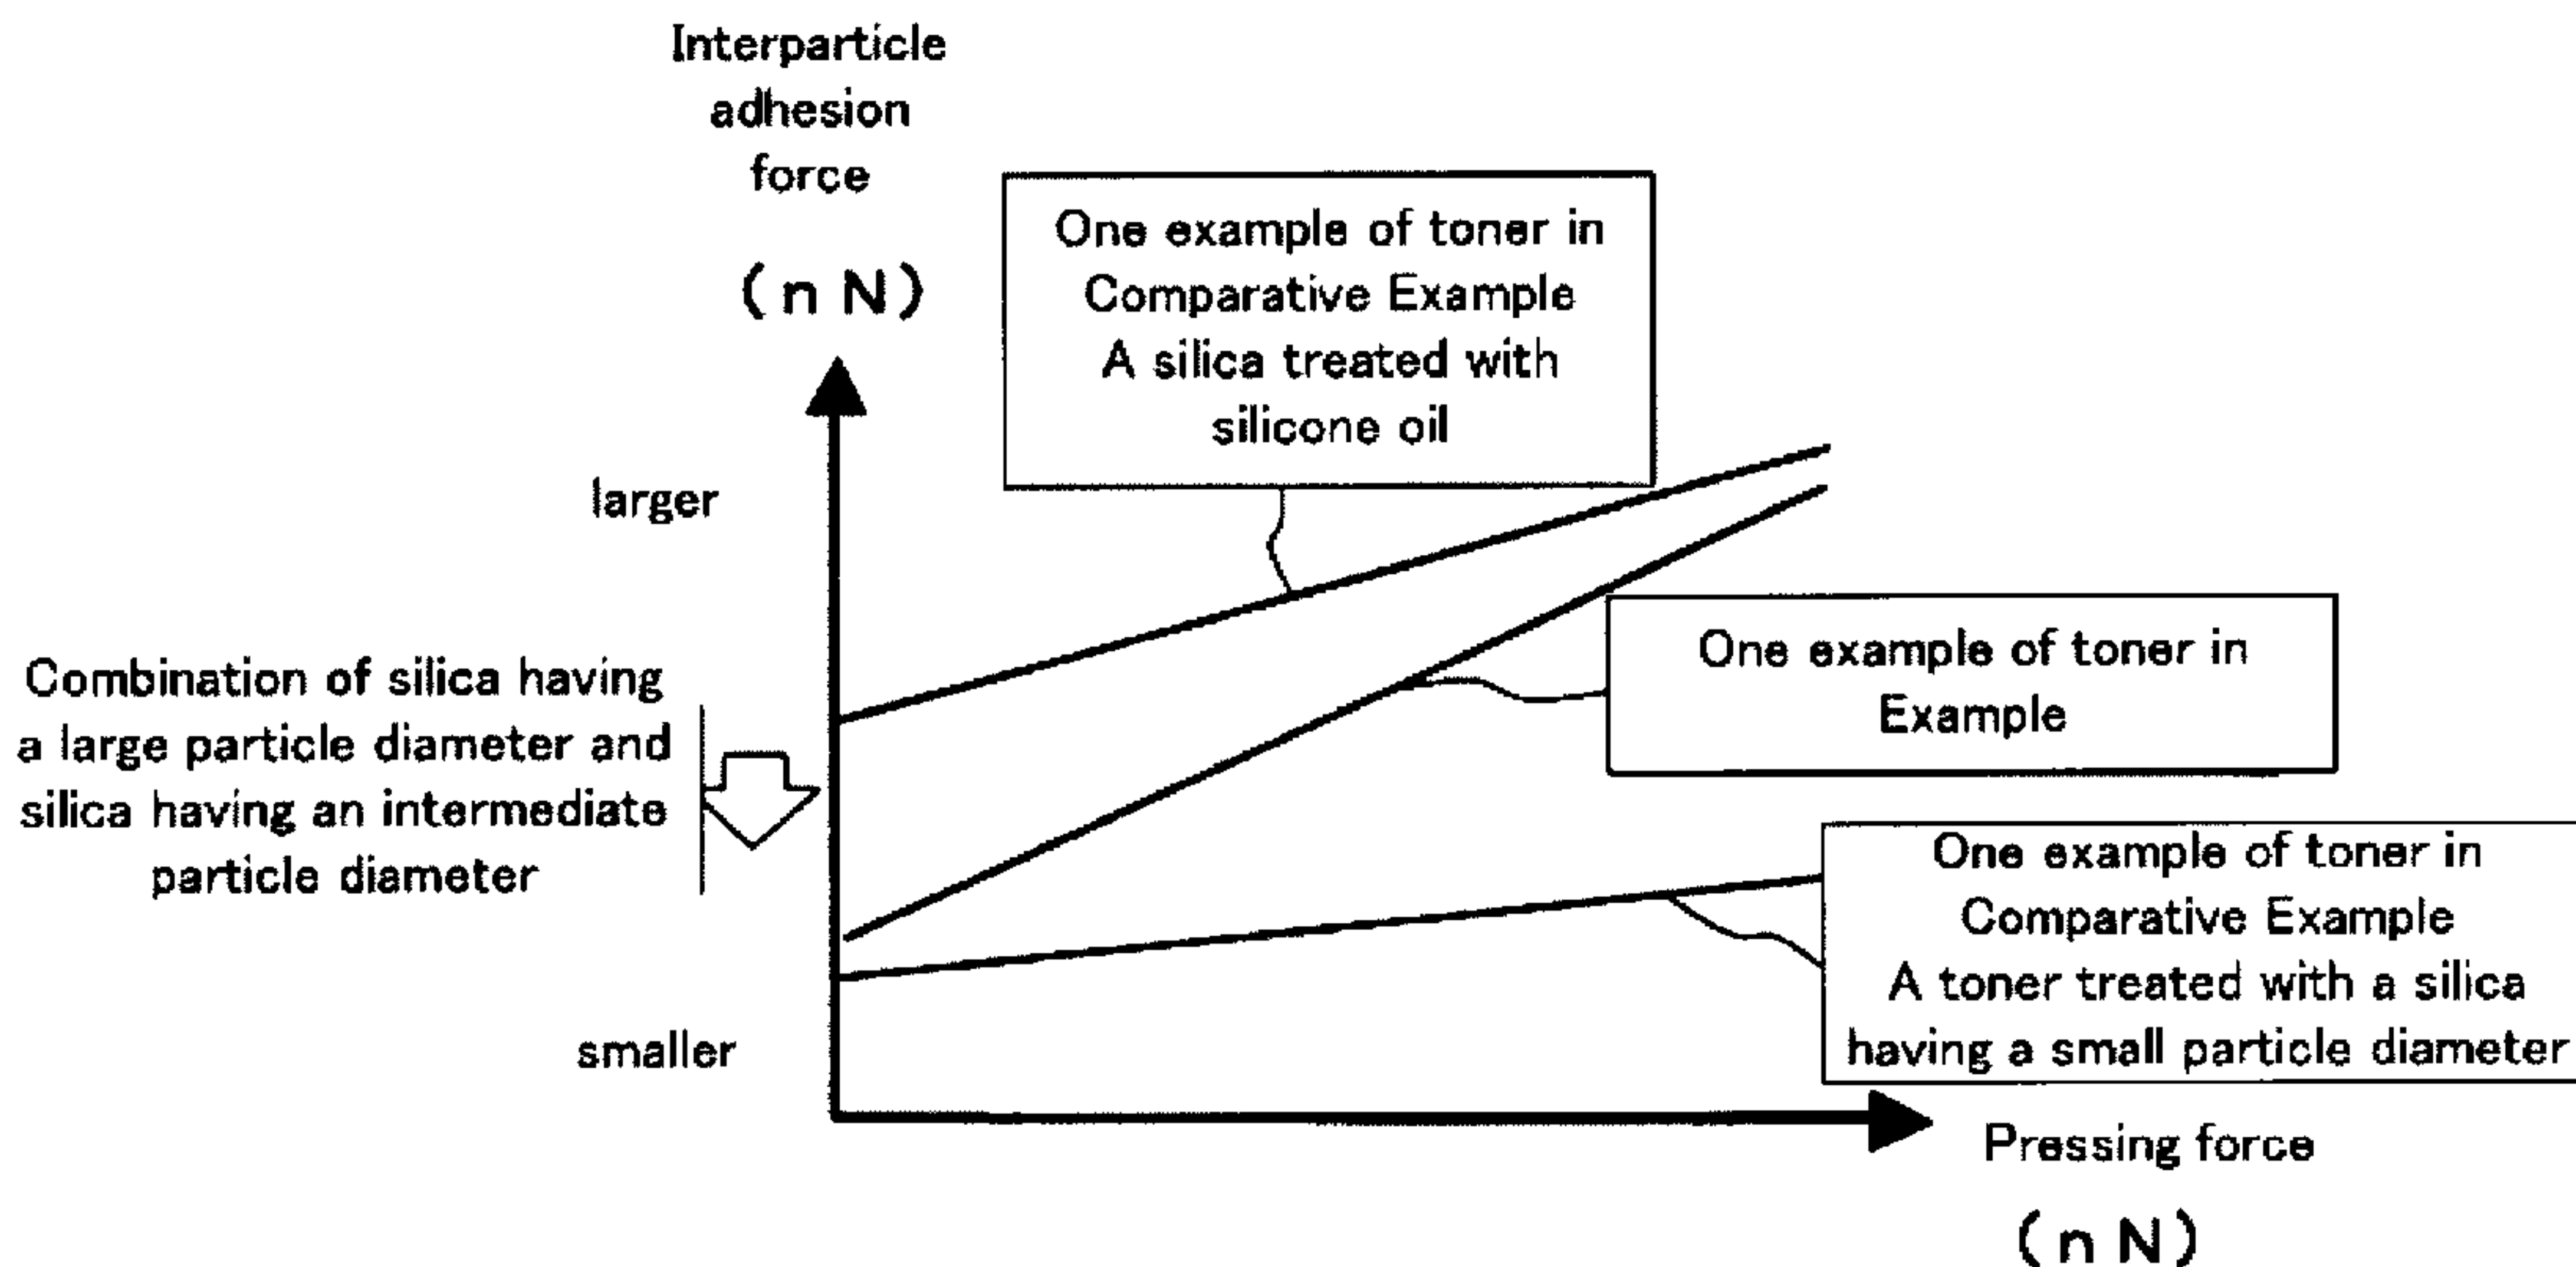 Interparticle
adhesion
force
(nN)
One example of toner in
Comparative Example
A silica treated with
silicone oil
larger
One example of toner in
Example
Combination of silica having
a large particle diameter and
silica having an intermediate
particle diameter
One example of toner in
Comparative Example
A toner treated with a silica
having a small particle diameter
smaller
Pressing force
(nN)